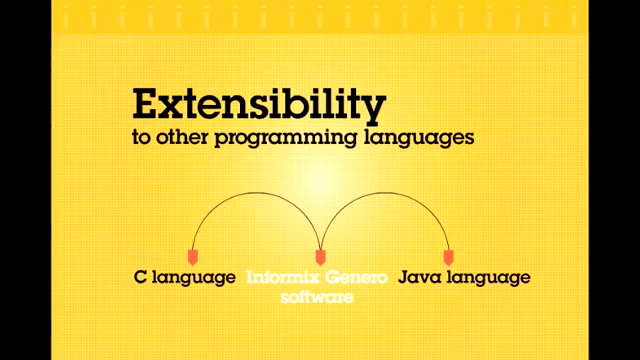 Extensibility
to other programming languages
C language
Informix Genero
software
Java language